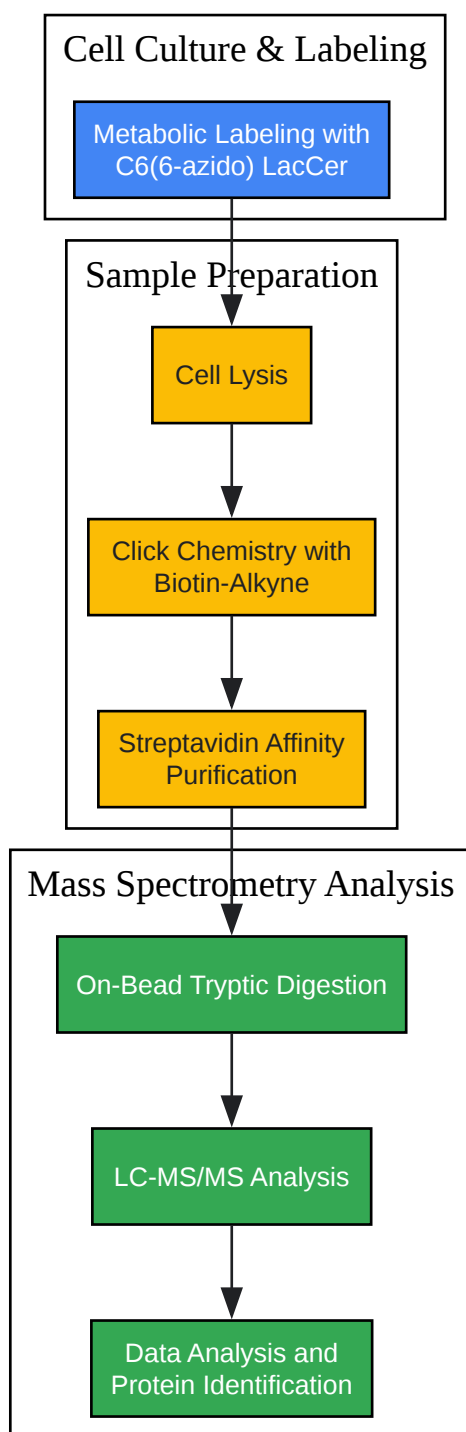 Cell Culture & Labeling
Metabolic Labeling with
C6(6-azido) LacCer
Sample Preparation
Cell Lysis
Click Chemistry with
Biotin-Alkyne
Streptavidin Affinity
Purification
Mass Spectrometry Analysis
On-Bead Tryptic Digestion
LC-MS/MS Analysis
Data Analysis and
Protein Identification